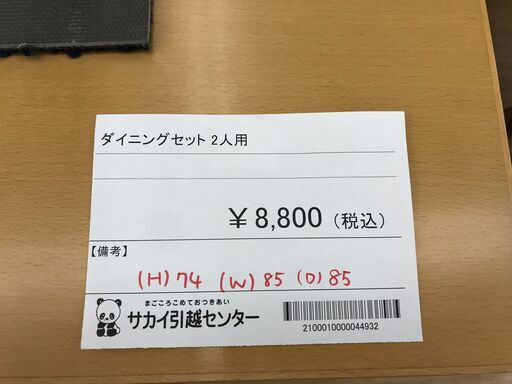 ダイニングセット 2人用
￥8,800（税込）
【備考】
(H)74 (W)85 (D)85
まごころこめておつきあい
サカイ引越センター
2100010000044932